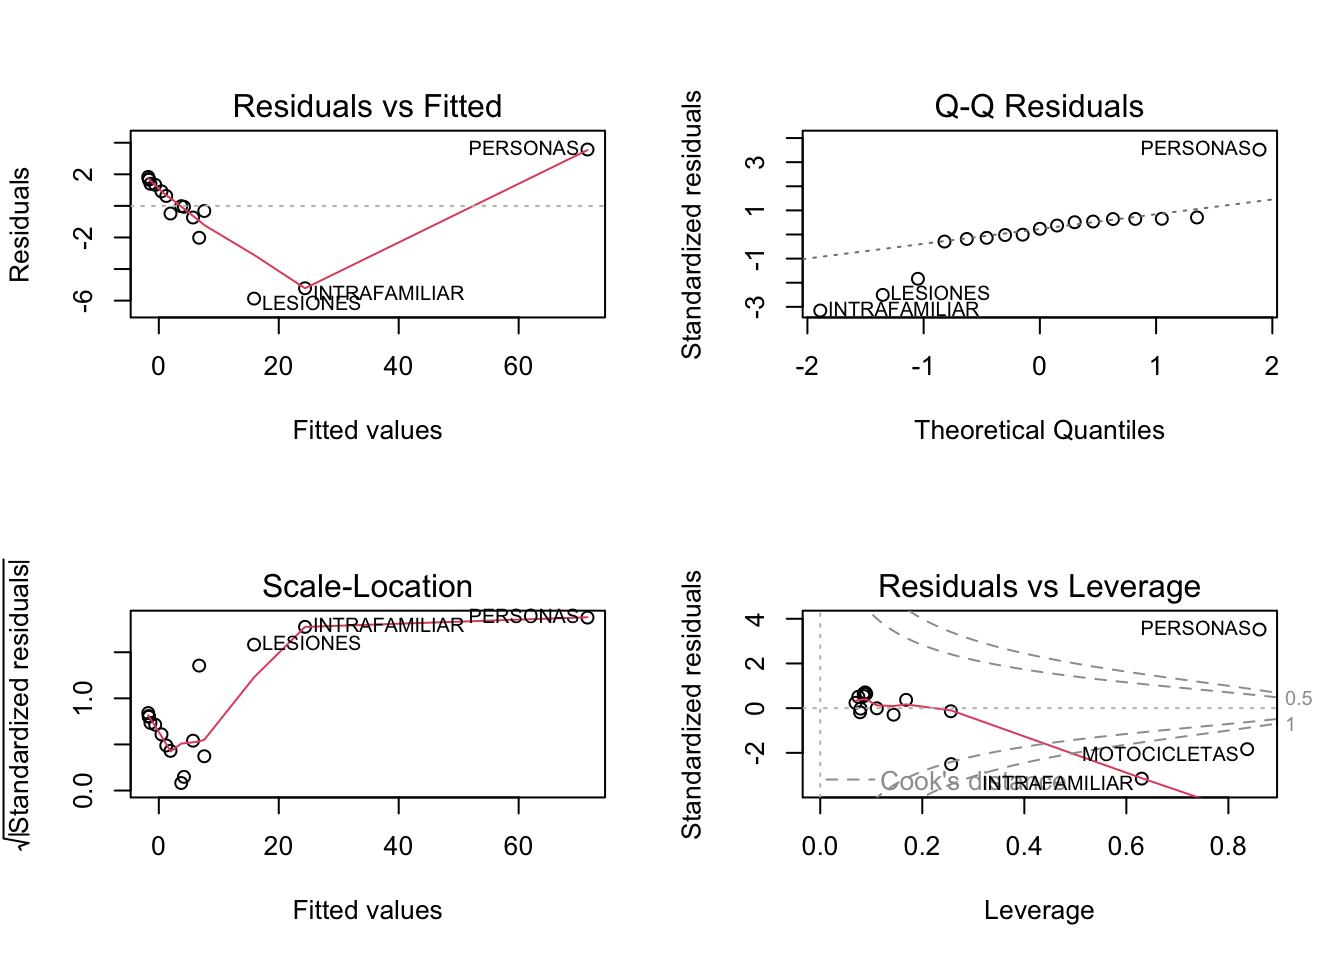 Residuals vs Fitted
Residuals
2
-2
-6
PERSONAS
INTRAFAMILIAR
LESIONES
0 20 40 60
Fitted values
Q-Q Residuals
Standardized residuals
3
1
-1
-3
PERSONAS
LESIONES
INTRAFAMILIAR
-2 -1 0 1 2
Theoretical Quantiles
Scale-Location
√|Standardized residuals|
1.0
0.0
PERSONAS
INTRAFAMILIAR
LESIONES
0 20 40 60
Fitted values
Residuals vs Leverage
Standardized residuals
4
2
0
-2
PERSONAS
0.5
1
MOTOCICLETAS
Cook's distance
INTRAFAMILIAR
0.0 0.2 0.4 0.6 0.8
Leverage